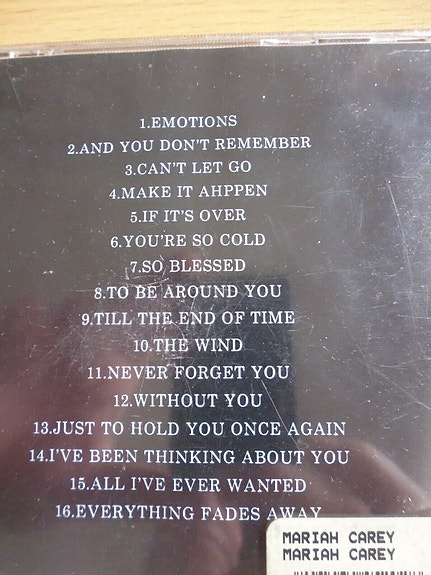 1.EMOTIONS
2.AND YOU DON'T REMEMBER
3.CAN'T LET GO
4.MAKE IT AHPPEN
5.IF IT'S OVER
6.YOU'RE SO COLD
7.SO BLESSED
8.TO BE AROUND YOU
9.TILL THE END OF TIME
10.THE WIND
11.NEVER FORGET YOU
12.WITHOUT YOU
13.JUST TO HOLD YOU ONCE AGAIN
14.I'VE BEEN THINKING ABOUT YOU
15.ALL I'VE EVER WANTED
16.EVERYTHING FADES AWAY
MARIAH CAREY
MARIAH CAREY